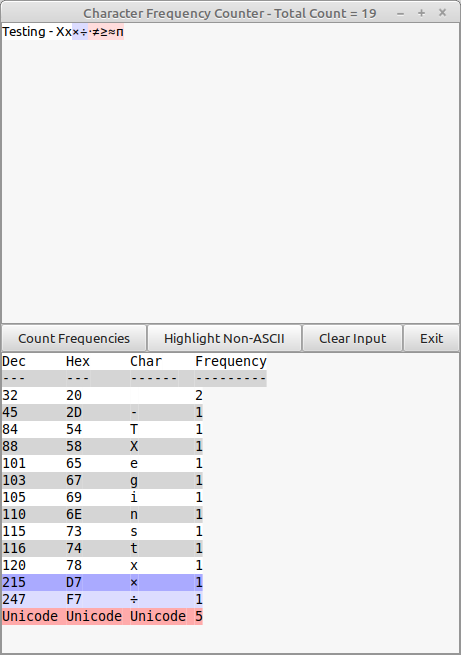 Character Frequency Counter - Total Count = 19
Testing - Xx×÷·≠≥≈π
Count Frequencies Highlight Non-ASCII Clear Input Exit
Dec Hex Char Frequency
--- --- ------ ---------
32 20 2
45 2D - 1
84 54 T 1
88 58 X 1
101 65 e 1
103 67 g 1
105 69 i 1
110 6E n 1
115 73 s 1
116 74 t 1
120 78 x 1
215 D7 × 1
247 F7 ÷ 1
Unicode Unicode Unicode 5